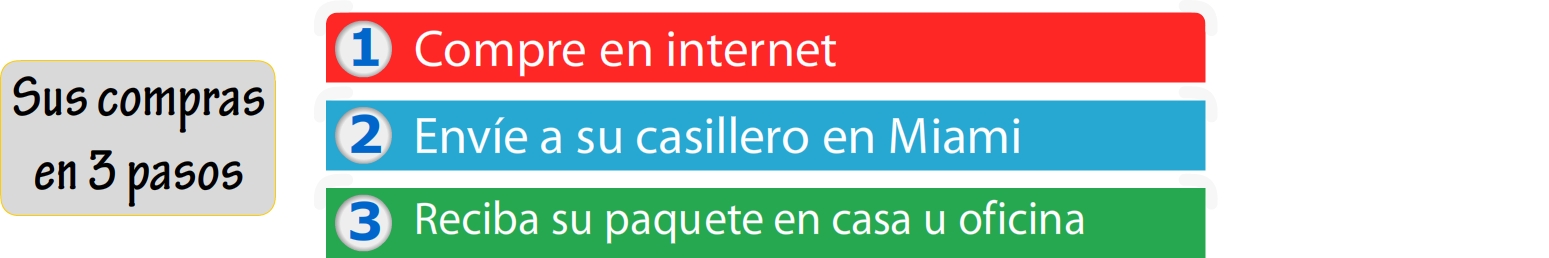 Sus compras
en 3 pasos
1 Compre en internet
2 Envíe a su casillero en Miami
3 Reciba su paquete en casa u oficina